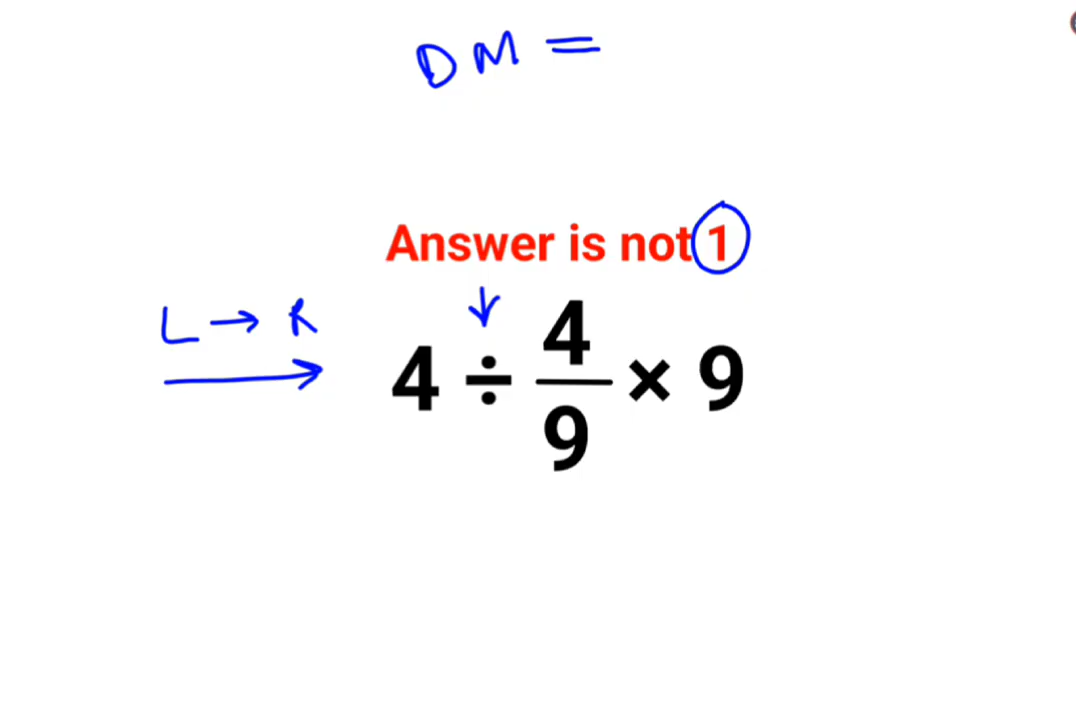 DM =
Answer is not 1
L → R
4 ÷ 4/9 × 9